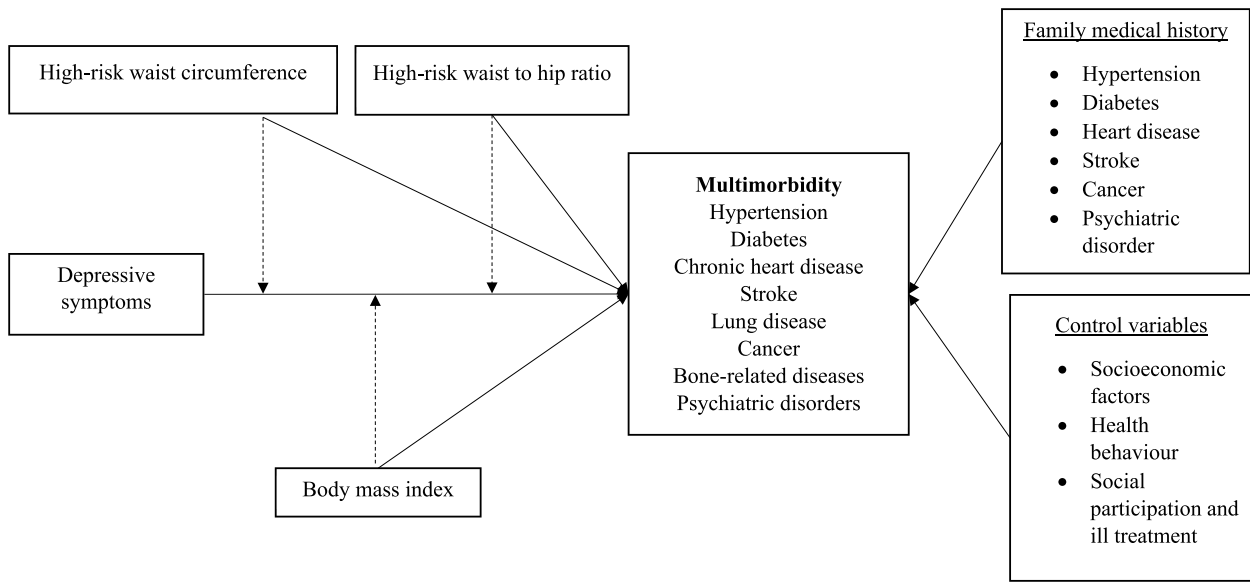 High-risk waist circumference
High-risk waist to hip ratio
Depressive
symptoms
Body mass index
Multimorbidity
Hypertension
Diabetes
Chronic heart disease
Stroke
Lung disease
Cancer
Bone-related diseases
Psychiatric disorders
Family medical history
• Hypertension
• Diabetes
• Heart disease
• Stroke
• Cancer
• Psychiatric
disorder
Control variables
• Socioeconomic
factors
• Health
behaviour
• Social
participation and
ill treatment